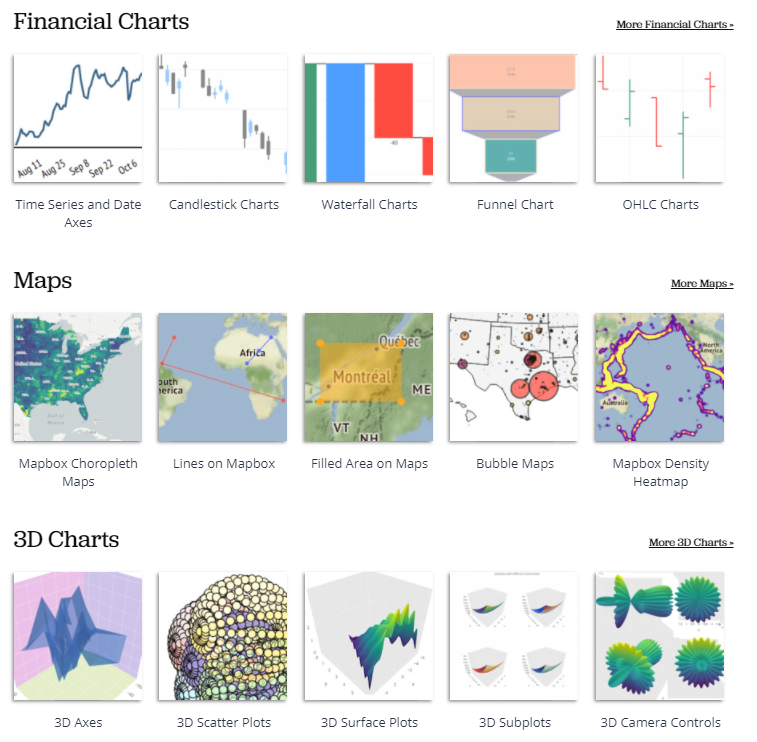 Financial Charts
More Financial Charts »
Aug 11 Aug 25 Sep 8 Sep 22 Oct 6
-40
Time Series and Date
Axes
Candlestick Charts
Waterfall Charts
Funnel Chart
OHLC Charts
Maps
More Maps »
Africa
outh
nerica
Québec
Montréal
ME
VT
NH
North
America
Australia
Mapbox Choropleth
Maps
Lines on Mapbox
Filled Area on Maps
Bubble Maps
Mapbox Density
Heatmap
3D Charts
More 3D Charts »
3D Axes
3D Scatter Plots
3D Surface Plots
3D Subplots
3D Camera Controls